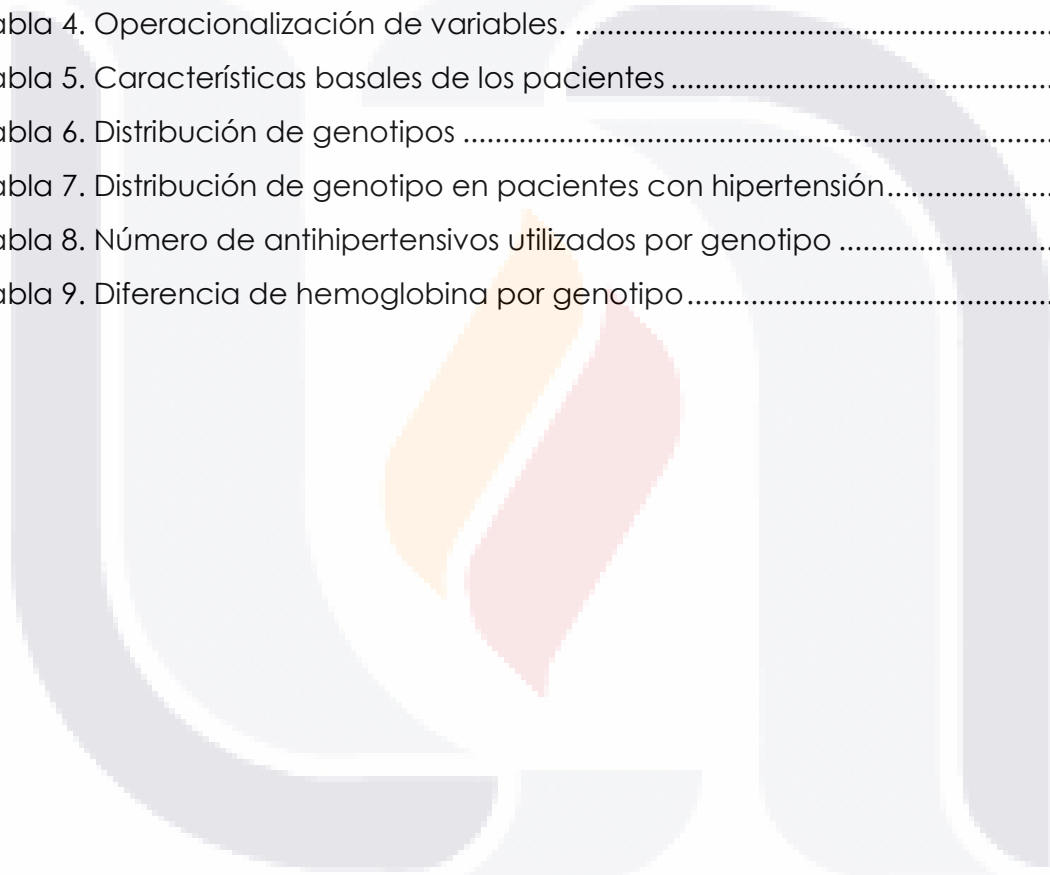 abla 4. Operacionalización de variables. ................................................................
abla 5. Características basales de los pacientes ..................................................
abla 6. Distribución de genotipos ...........................................................................
abla 7. Distribución de genotipo en pacientes con hipertensión.....................
abla 8. Número de antihipertensivos utilizados por genotipo ...........................
abla 9. Diferencia de hemoglobina por genotipo..............................................